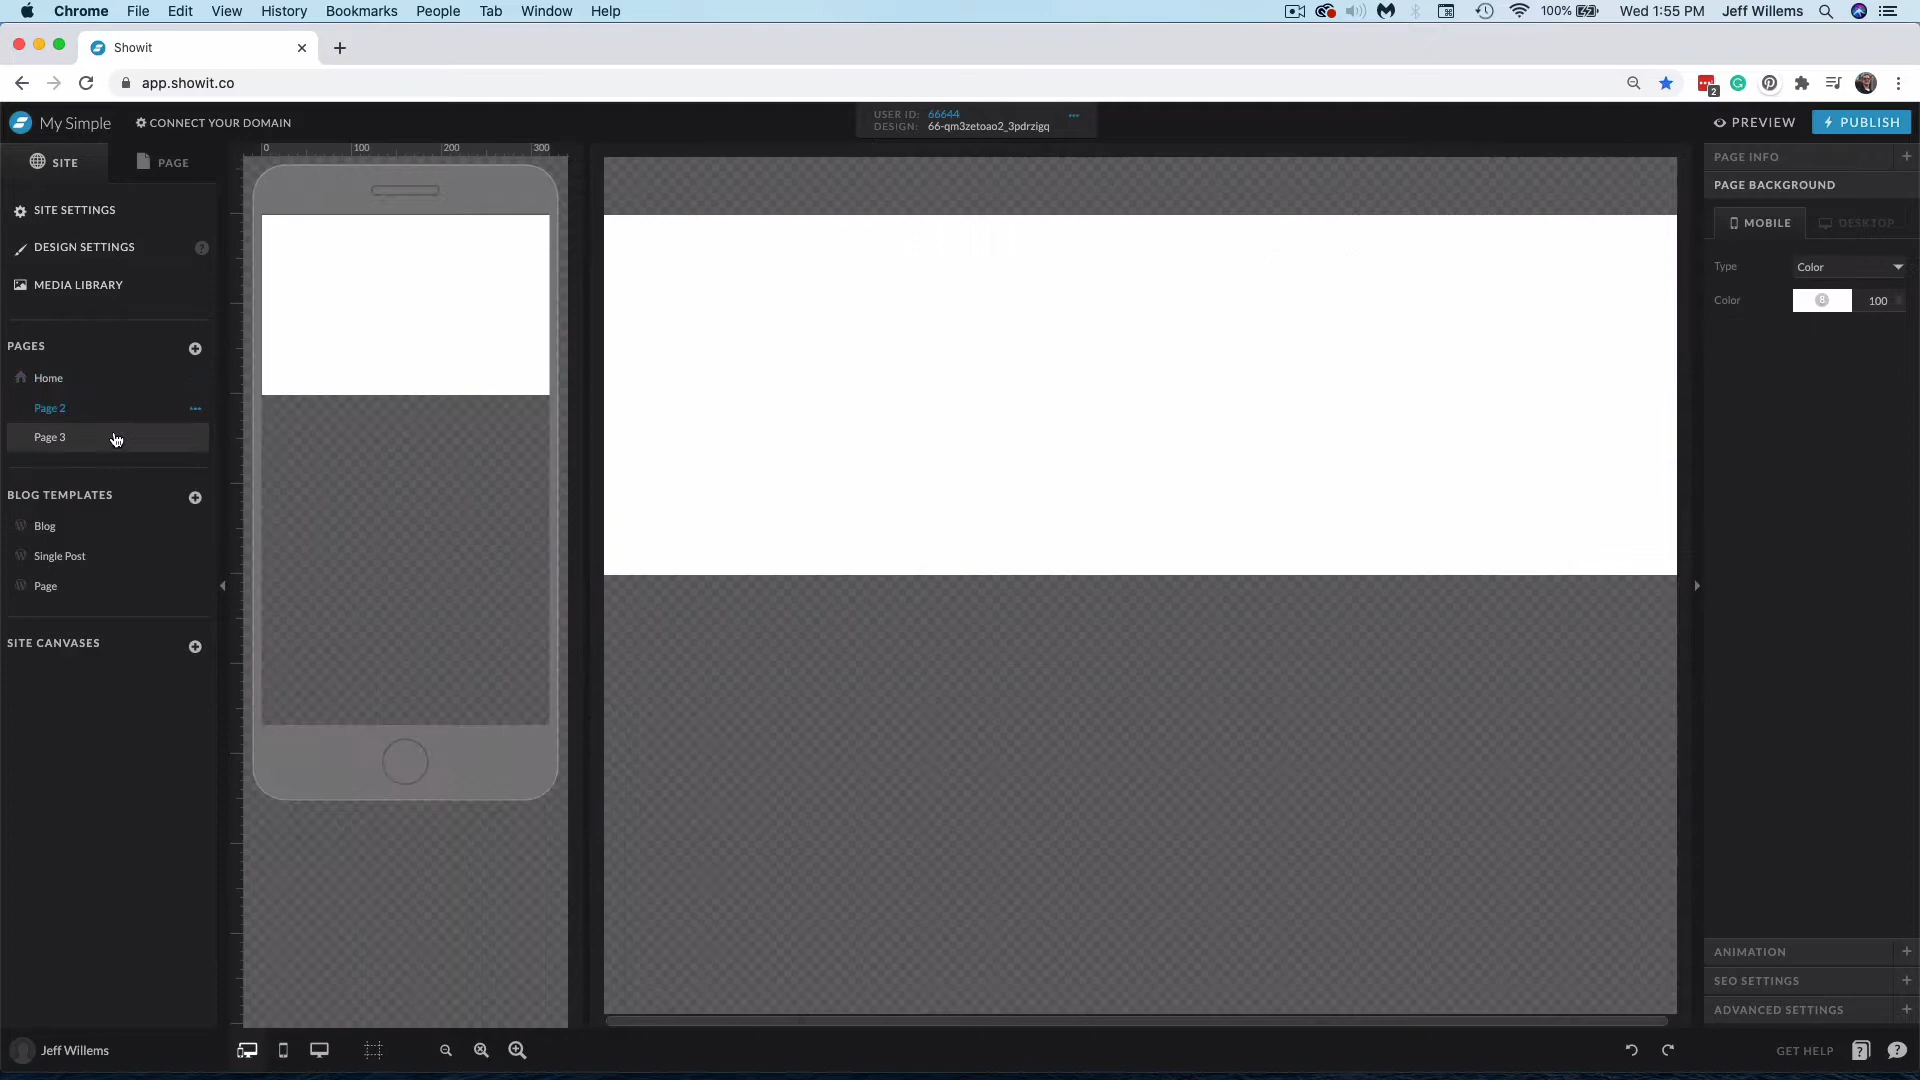 Chrome File Edit View History Bookmarks People Tab Window Help 100% Wed 1:55 PM Jeff Willems
Showit
app.showit.co 2
My Simple CONNECT YOUR DOMAIN
USER ID: 66644
DESIGN: 66-qm3zetoao2_3pdrzigq
PREVIEW PUBLISH
SITE PAGE
SITE SETTINGS
DESIGN SETTINGS ?
MEDIA LIBRARY
PAGES
Home
Page 2
Page 3
BLOG TEMPLATES
Blog
Single Post
Page
SITE CANVASES
Jeff Willems
0 100 200 300
PAGE INFO
PAGE BACKGROUND
MOBILE DESKTOP
Type Color
Color 8 100
ANIMATION
SEO SETTINGS
ADVANCED SETTINGS
GET HELP ? ?